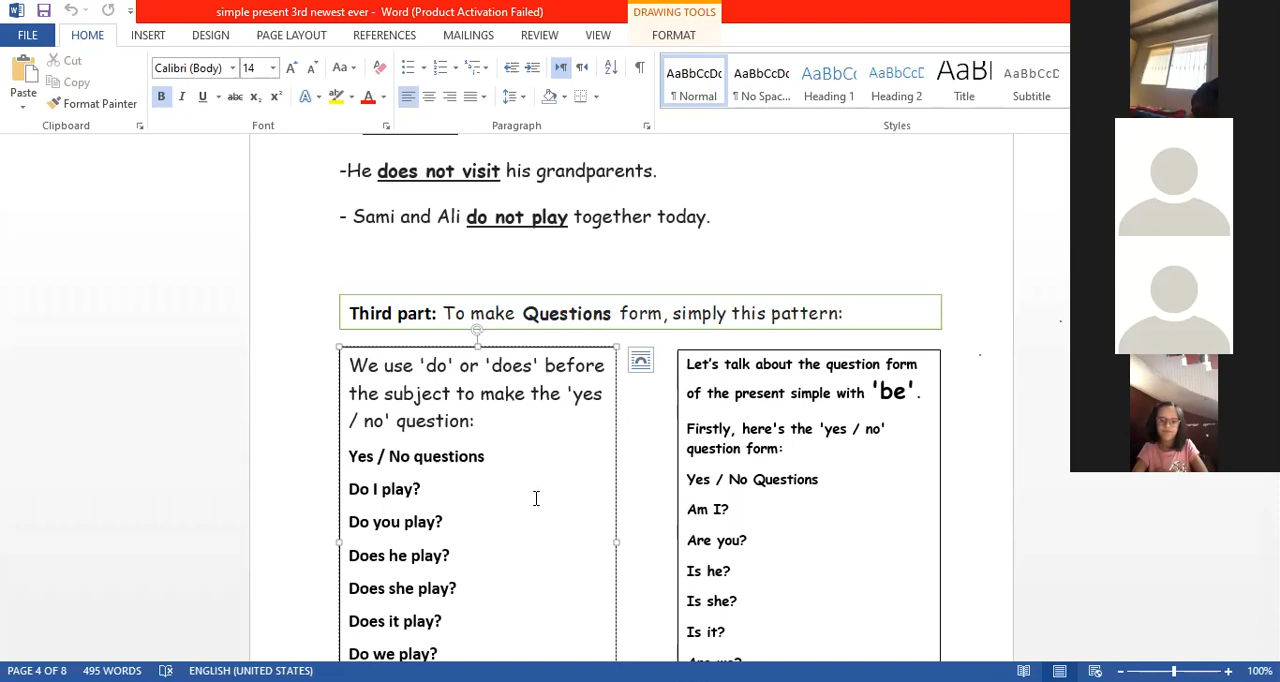 simple present 3rd newest ever - Word (Product Activation Failed)
DRAWING TOOLS
FILE HOME INSERT DESIGN PAGE LAYOUT REFERENCES MAILINGS REVIEW VIEW FORMAT
Paste
Cut
Copy
Format Painter
Clipboard
Calibri (Body) 14
Font
Paragraph
AaBbCcDc AaBbCcDc AaBbCc AaBbCcE AaBl AaBbCcD
¶ Normal ¶ No Spac... Heading 1 Heading 2 Title Subtitle
Styles
-He does not visit his grandparents.
- Sami and Ali do not play together today.
Third part: To make Questions form, simply this pattern:
We use 'do' or 'does' before
the subject to make the 'yes
/ no' question:
Yes / No questions
Do I play?
Do you play?
Does he play?
Does she play?
Does it play?
Do we play?
Let's talk about the question form
of the present simple with 'be'.
Firstly, here's the 'yes / no'
question form:
Yes / No Questions
Am I?
Are you?
Is he?
Is she?
Is it?
Are we?
PAGE 4 OF 8 495 WORDS ENGLISH (UNITED STATES) 100%